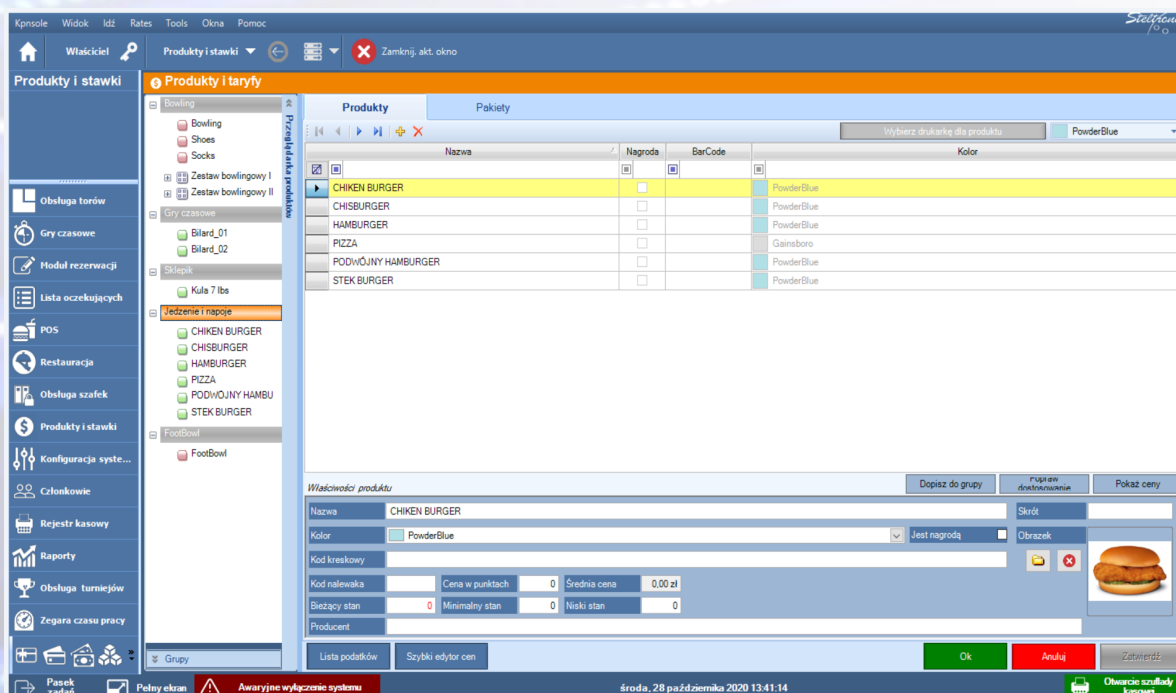 Kpnsole Widok Idź Rates Tools Okna Pomoc
Właściciel Produkty i stawki Zamknij. akt. okno
Produkty i stawki
Produkty i taryfy
Obsługa torów
Gry czasowe
Moduł rezerwacji
Lista oczekujących
POS
Restauracja
Obsługa szafek
Produkty i stawki
Konfiguracja syste...
Członkowie
Rejestr kasowy
Raporty
Obsługa turniejów
Zegara czasu pracy
Bowling
Bowling
Shoes
Socks
Zestaw bowlingowy I
Zestaw bowlingowy II
Gry czasowe
Bilard_01
Bilard_02
Sklepik
Kula 7 lbs
Jedzenie i napoje
CHIKEN BURGER
CHISBURGER
HAMBURGER
PIZZA
PODWÓJNY HAMBU
STEK BURGER
FootBowl
FootBowl
Grupy
Przeglądarka produktów
Produkty Pakiety
Wybierz drukarkę dla produktu PowderBlue
Nazwa Nagroda BarCode Kolor
CHIKEN BURGER PowderBlue
CHISBURGER PowderBlue
HAMBURGER PowderBlue
PIZZA Gainsboro
PODWÓJNY HAMBURGER PowderBlue
STEK BURGER PowderBlue
Właściwości produktu Dopisz do grupy Popraw dostosowanie Pokaż ceny
Nazwa CHIKEN BURGER Skrót
Kolor PowderBlue Jest nagrodą Obrazek
Kod kreskowy
Kod nalewaka Cena w punktach 0 Średnia cena 0,00 zł
Bieżący stan 0 Minimalny stan 0 Niski stan 0
Producent
Lista podatków Szybki edytor cen Ok Anuluj Zatwierdź
Pasek zadań Pełny ekran Awaryjne wyłączenie systemu środa, 28 października 2020 13:41:14 Otwarcie szuflady kasowej